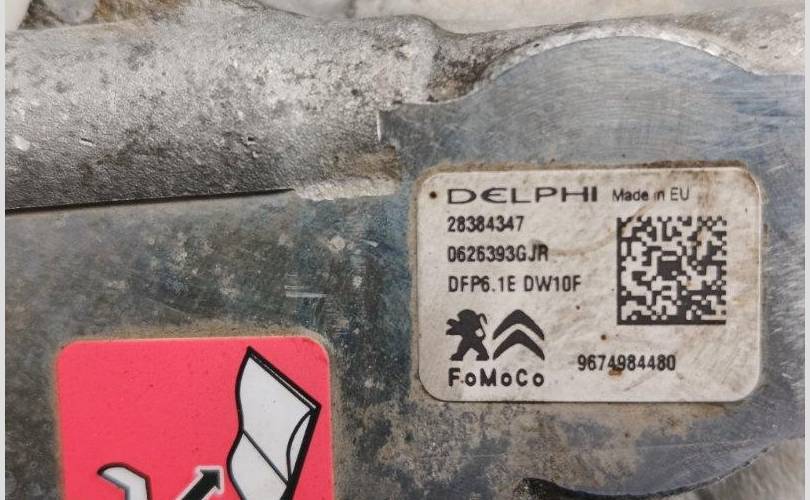 DELPHI Made in EU
28384347
0626393GJR
DFP6.1E DW10F
FoMoCo
9674984480